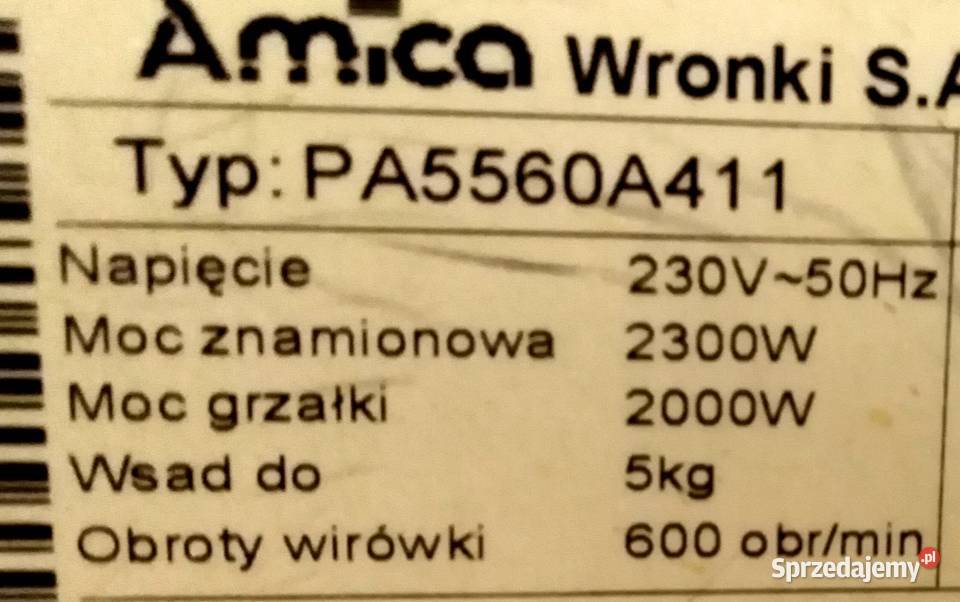 Amica Wronki S.A
Typ: PA5560A411
Napięcie 230V~50Hz
Moc znamionowa 2300W
Moc grzałki 2000W
Wsad do 5kg
Obroty wirówki 600 obr/min
Sprzedajemy.pl